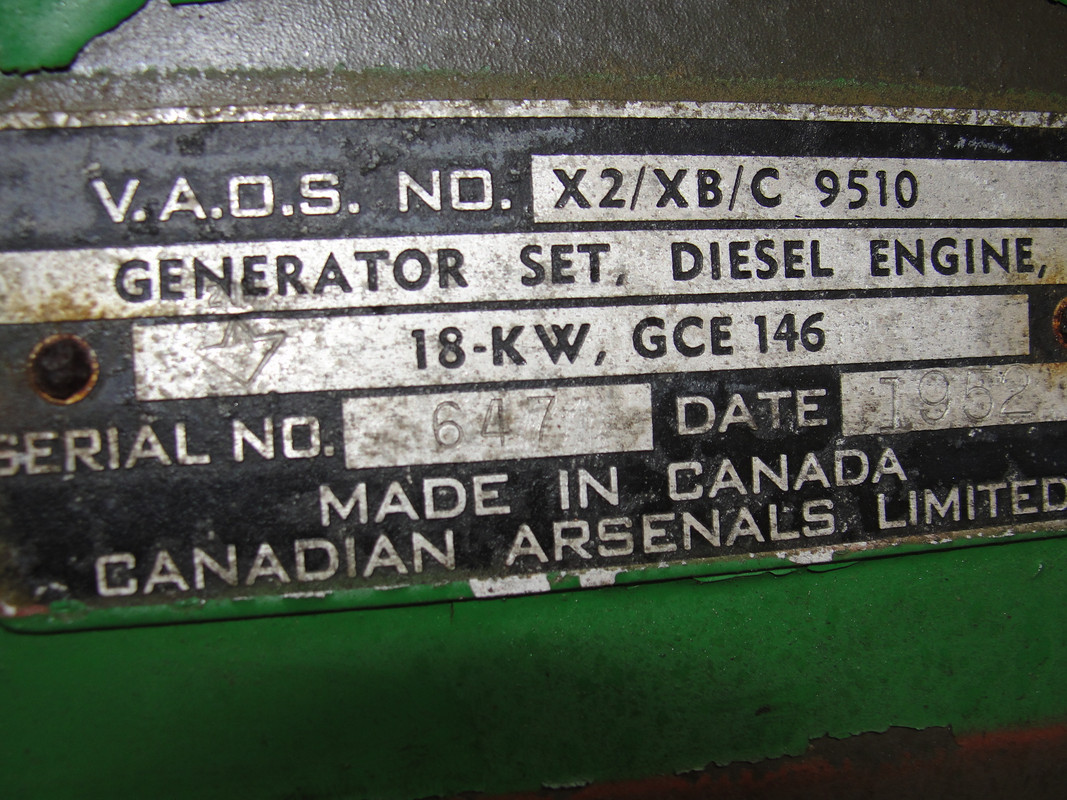 V.A.O.S. NO. X2/XB/C 9510
GENERATOR SET, DIESEL ENGINE,
18-KW, GCE 146
SERIAL NO. 647 DATE 1952
MADE IN CANADA
CANADIAN ARSENALS LIMITED